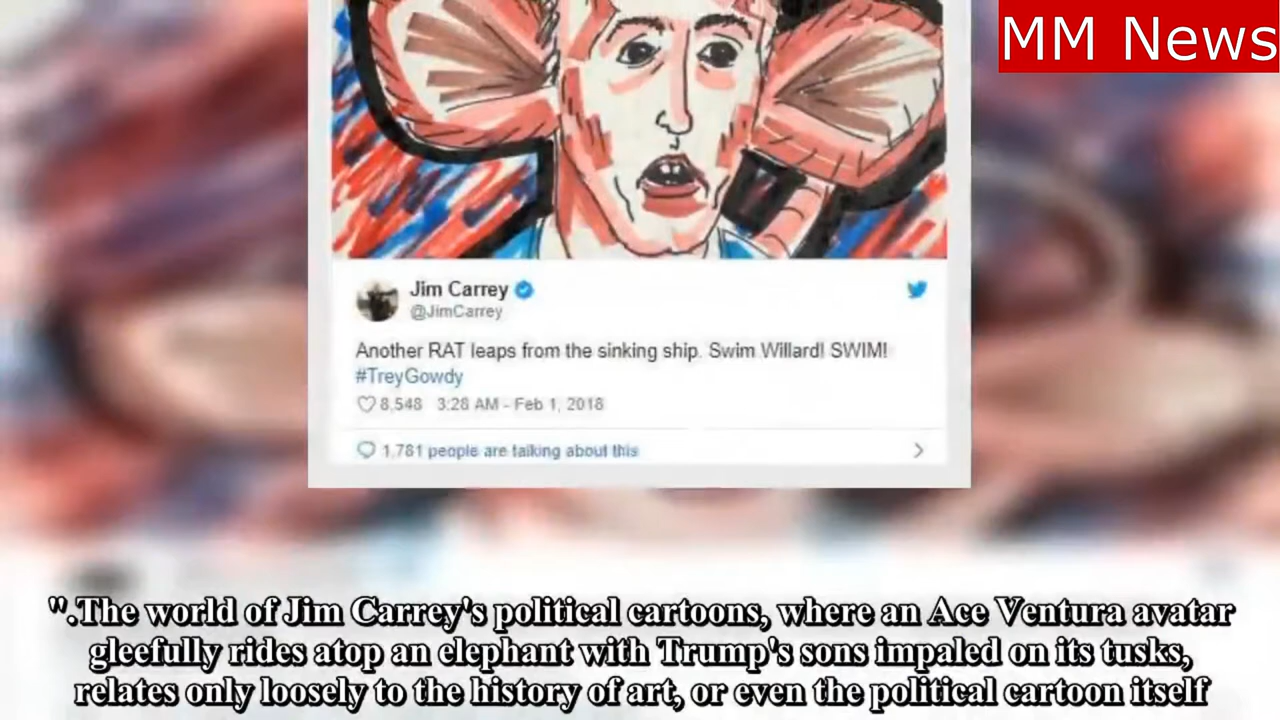 MM News
Jim Carrey
@JimCarrey
Another RAT leaps from the sinking ship. Swim Willard! SWIM!
#TreyGowdy
8,548 3:28 AM - Feb 1, 2018
1,781 people are talking about this
".The world of Jim Carrey's political cartoons, where an Ace Ventura avatar
gleefully rides atop an elephant with Trump's sons impaled on its tusks,
relates only loosely to the history of art, or even the political cartoon itself